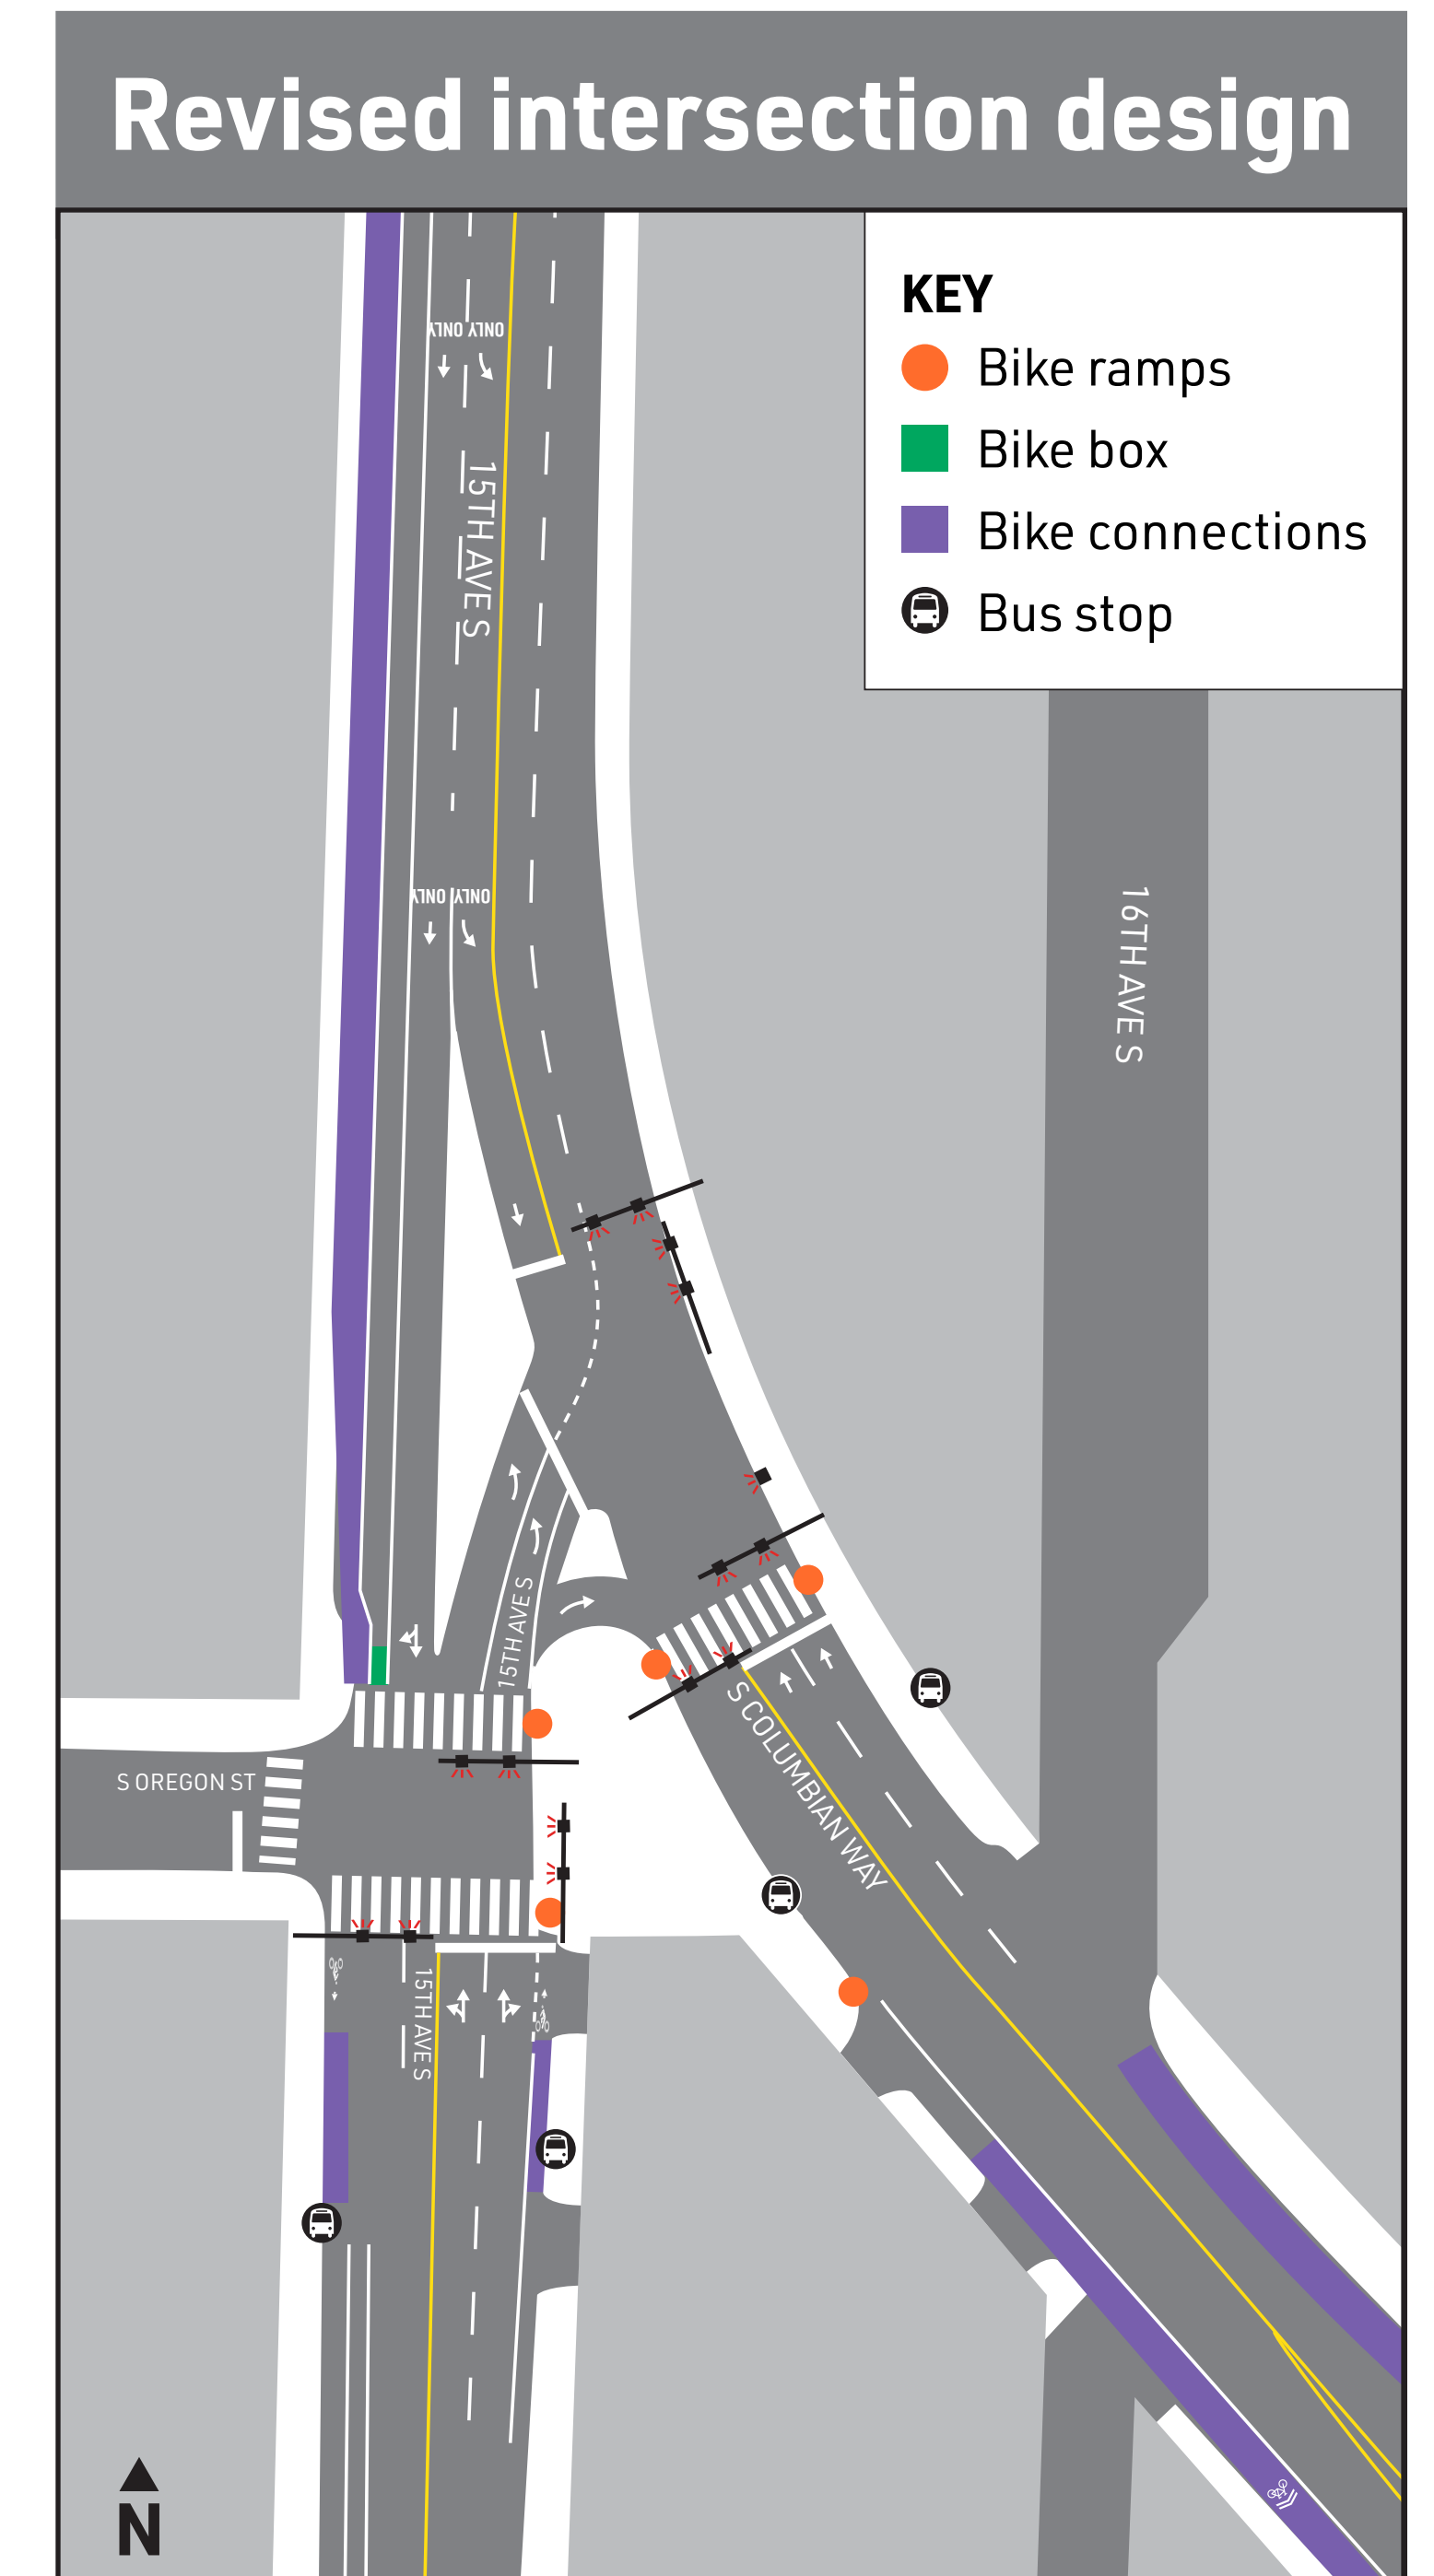 Revised intersection design
KEY
Bike ramps
Bike box
Bike connections
Bus stop
ONLY ONLY
15TH AVE S
ONLY ONLY
16TH AVE S
15TH AVE S
S COLUMBIAN WAY
S OREGON ST
15TH AVE S
N